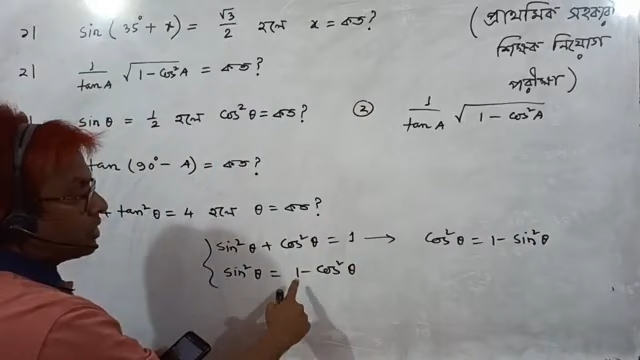 ১| sin (35° + x) = √3/2 হলে x = কত?
(প্রাথমিক সহকারী
শিক্ষক নিয়োগ
পরীক্ষা)
২| 1/tanA √1 - cos²A = কত?
② 1/tanA √1 - cos²A
sinθ = 1/2 হলে cos²θ = কত?
tan (90° - A) = কত?
+ tan²θ = 4 হলে θ = কত?
sin²θ + cos²θ = 1 → cos²θ = 1 - sin²θ
sin²θ = 1 - cos²θ